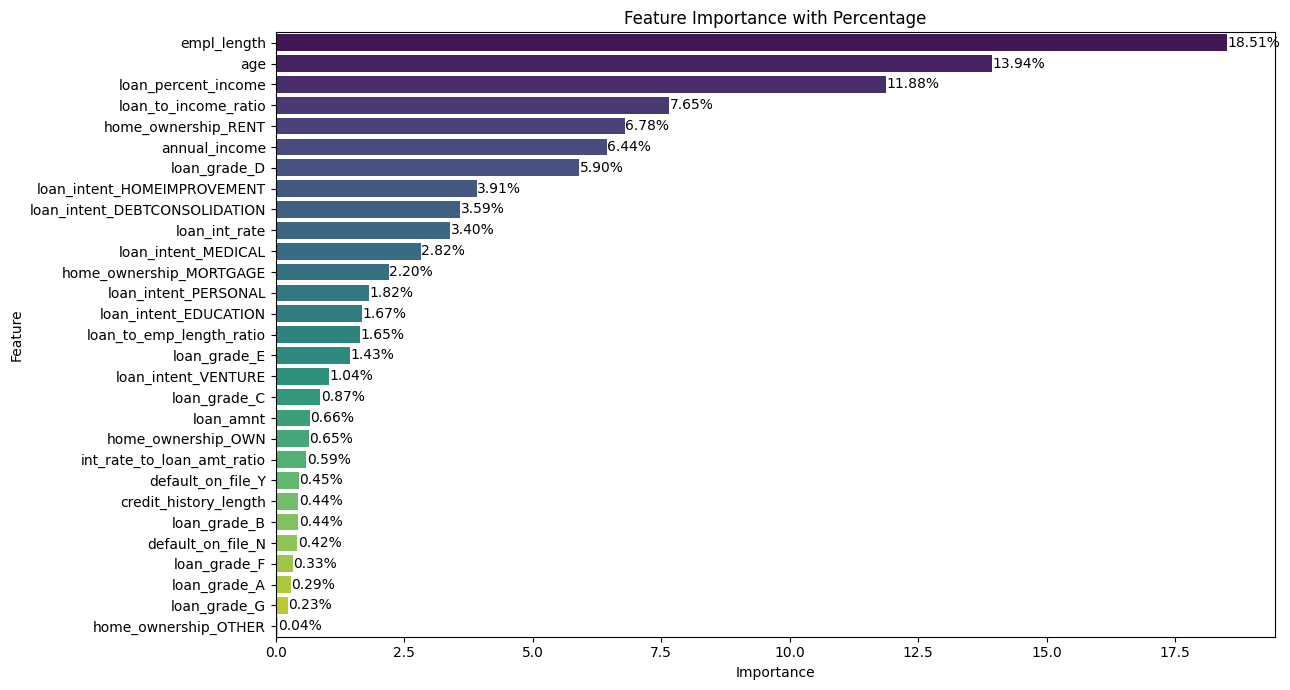 Feature Importance with Percentage
empl_length 18.51%
age 13.94%
loan_percent_income 11.88%
loan_to_income_ratio 7.65%
home_ownership_RENT 6.78%
annual_income 6.44%
loan_grade_D 5.90%
loan_intent_HOMEIMPROVEMENT 3.91%
loan_intent_DEBTCONSOLIDATION 3.59%
loan_int_rate 3.40%
loan_intent_MEDICAL 2.82%
home_ownership_MORTGAGE 2.20%
loan_intent_PERSONAL 1.82%
loan_intent_EDUCATION 1.67%
loan_to_emp_length_ratio 1.65%
loan_grade_E 1.43%
loan_intent_VENTURE 1.04%
loan_grade_C 0.87%
loan_amnt 0.66%
home_ownership_OWN 0.65%
int_rate_to_loan_amt_ratio 0.59%
default_on_file_Y 0.45%
credit_history_length 0.44%
loan_grade_B 0.44%
default_on_file_N 0.42%
loan_grade_F 0.33%
loan_grade_A 0.29%
loan_grade_G 0.23%
home_ownership_OTHER 0.04%
Feature
0.0 2.5 5.0 7.5 10.0 12.5 15.0 17.5
Importance